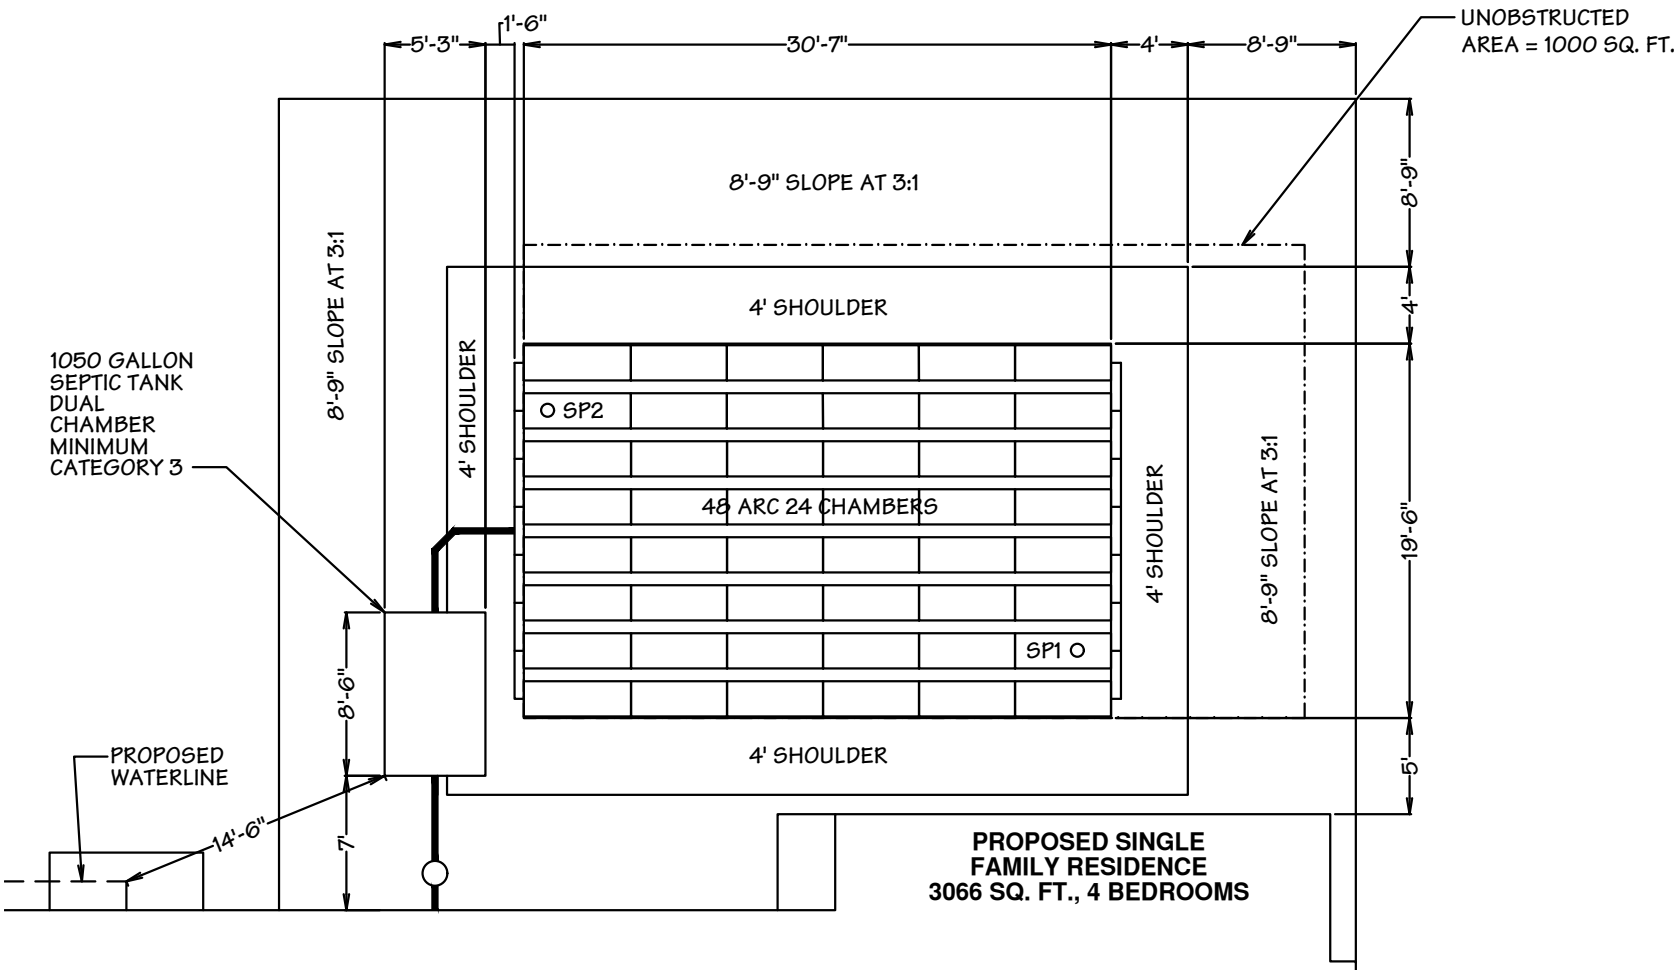 1'-6"
5'-3"
30'-7"
4'
8'-9"
UNOBSTRUCTED
AREA = 1000 SQ. FT.
8'-9" SLOPE AT 3:1
8'-9"
8'-9" SLOPE AT 3:1
4' SHOULDER
4'
1050 GALLON
SEPTIC TANK
DUAL
CHAMBER
MINIMUM
CATEGORY 3
4' SHOULDER
SP2
48 ARC 24 CHAMBERS
4' SHOULDER
8'-9" SLOPE AT 3:1
19'-6"
SP1
8'-6"
PROPOSED
WATERLINE
4' SHOULDER
5'
14'-6"
7'
PROPOSED SINGLE
FAMILY RESIDENCE
3066 SQ. FT., 4 BEDROOMS